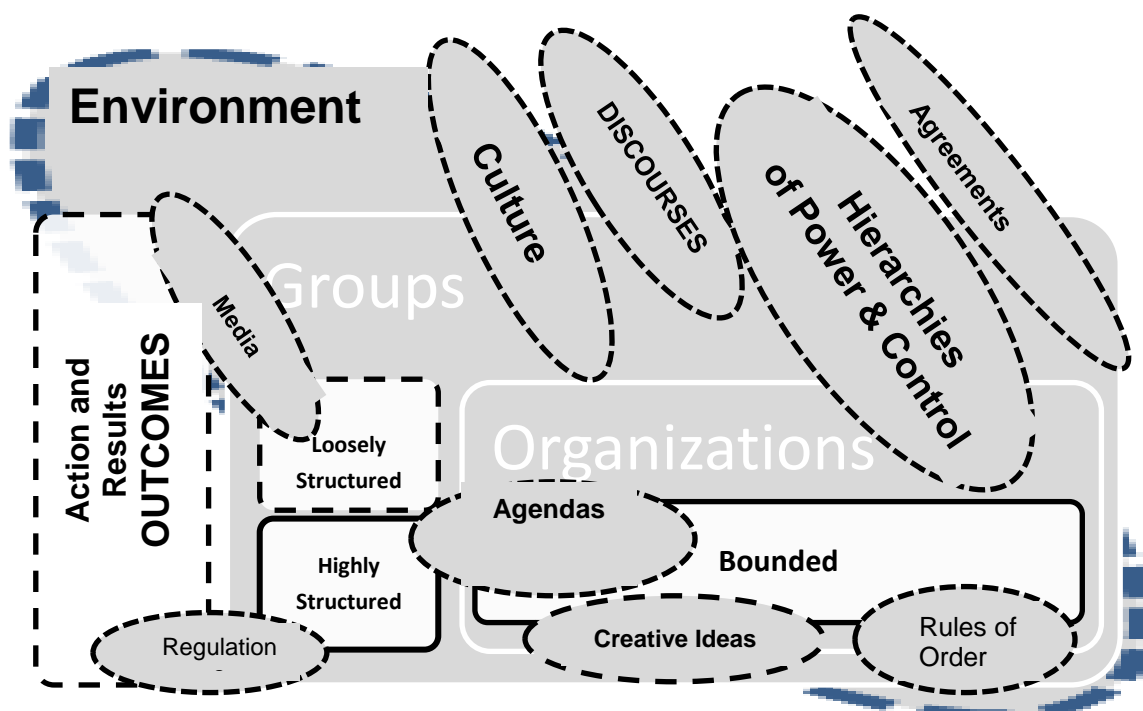 Environment
Culture
DISCOURSES
Hierarchies
of Power & Control
Agreements
Groups
Media
Action and
Results
OUTCOMES
Loosely
Structured
Organizations
Agendas
Highly
Structured
Bounded
Regulation
Creative Ideas
Rules of
Order